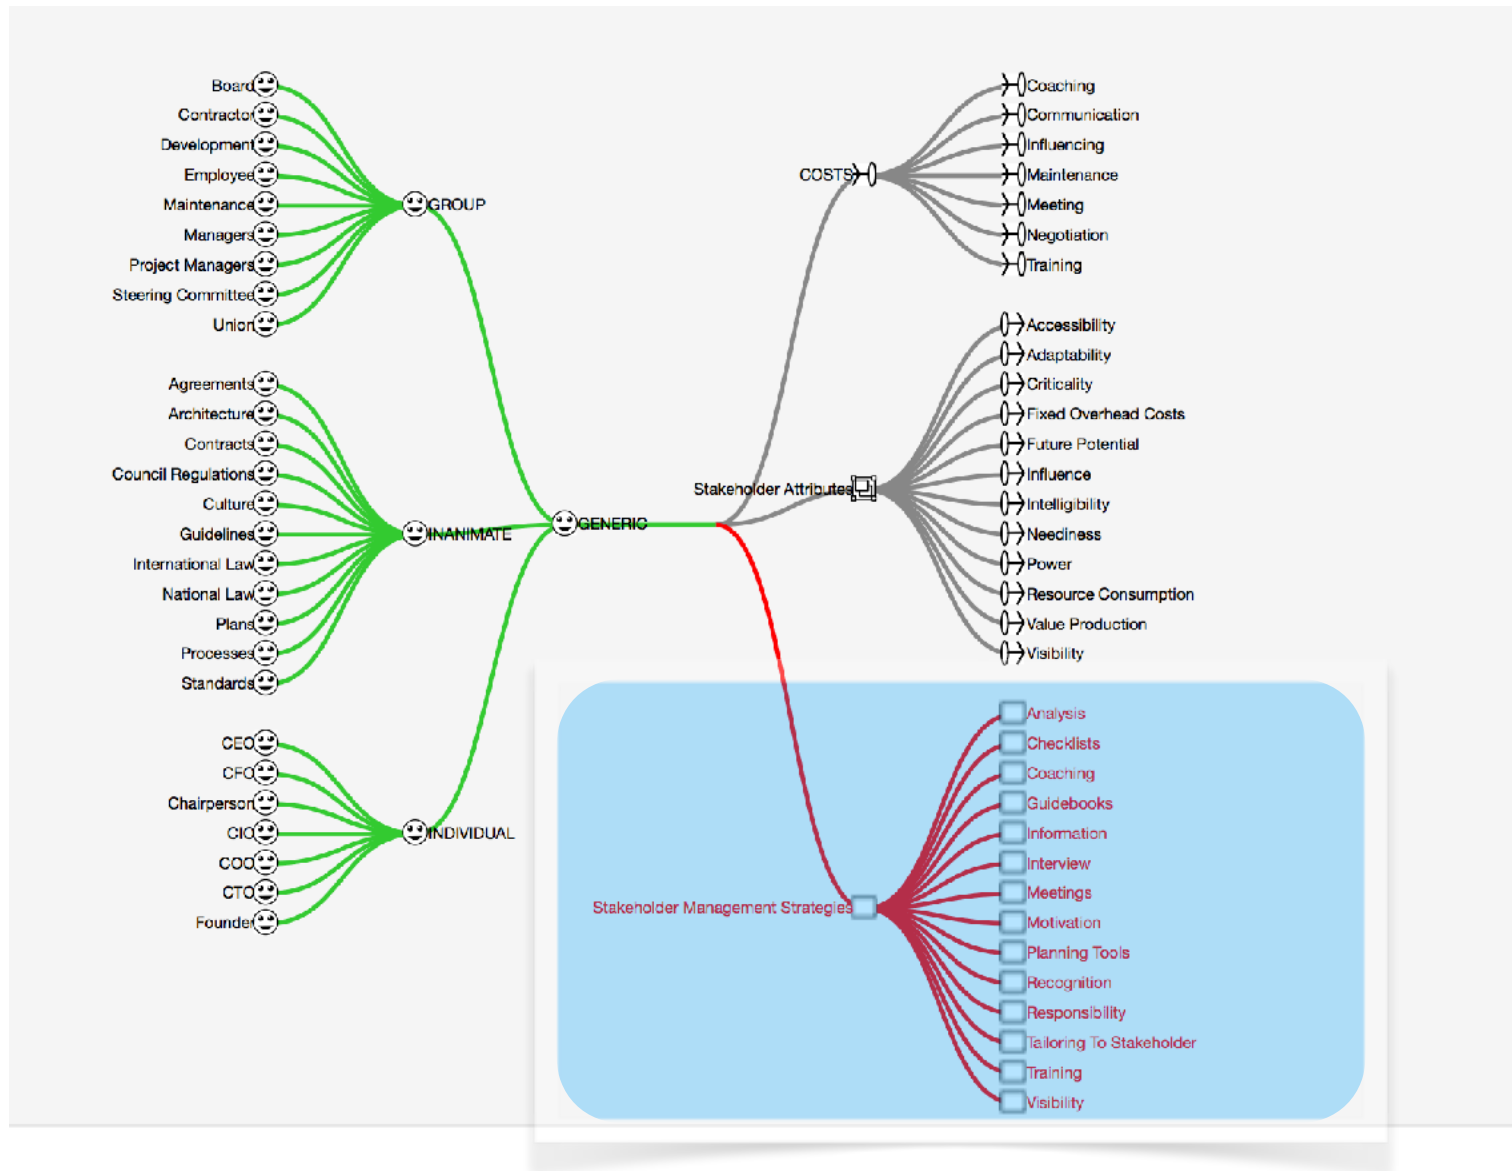 Board
Contractor
Development
Employee
Maintenance
Managers
Project Managers
Steering Committee
Union
GROUP
Agreements
Architecture
Contracts
Council Regulations
Culture
Guidelines
International Law
National Law
Plans
Processes
Standards
INANIMATE
CEO
CFO
Chairperson
CIO
COO
CTO
Founder
INDIVIDUAL
GENERIC
COSTS
Coaching
Communication
Influencing
Maintenance
Meeting
Negotiation
Training
Stakeholder Attributes
Accessibility
Adaptability
Criticality
Fixed Overhead Costs
Future Potential
Influence
Intelligibility
Neediness
Power
Resource Consumption
Value Production
Visibility
Stakeholder Management Strategies
Analysis
Checklists
Coaching
Guidebooks
Information
Interview
Meetings
Motivation
Planning Tools
Recognition
Responsibility
Tailoring To Stakeholder
Training
Visibility